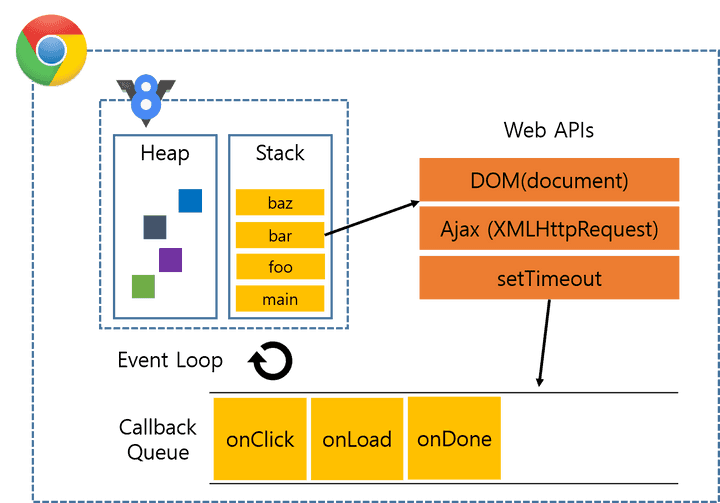 Heap
Stack
baz
bar
foo
main
Web APIs
DOM(document)
Ajax (XMLHttpRequest)
setTimeout
Event Loop
Callback
Queue
onClick
onLoad
onDone